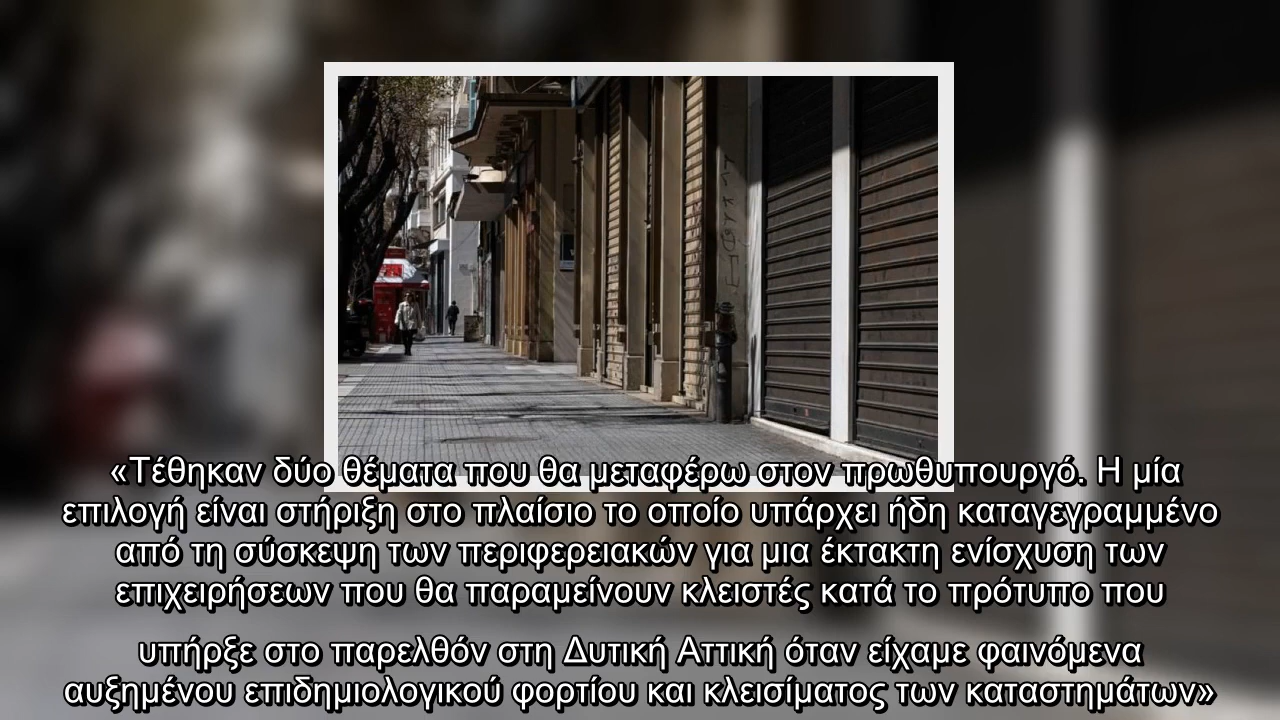 «Τέθηκαν δύο θέματα που θα μεταφέρω στον πρωθυπουργό. Η μία
επιλογή είναι στήριξη στο πλαίσιο το οποίο υπάρχει ήδη καταγεγραμμένο
από τη σύσκεψη των περιφερειακών για μια έκτακτη ενίσχυση των
επιχειρήσεων που θα παραμείνουν κλειστές κατά το πρότυπο που
υπήρξε στο παρελθόν στη Δυτική Αττική όταν είχαμε φαινόμενα
αυξημένου επιδημιολογικού φορτίου και κλεισίματος των καταστημάτων»